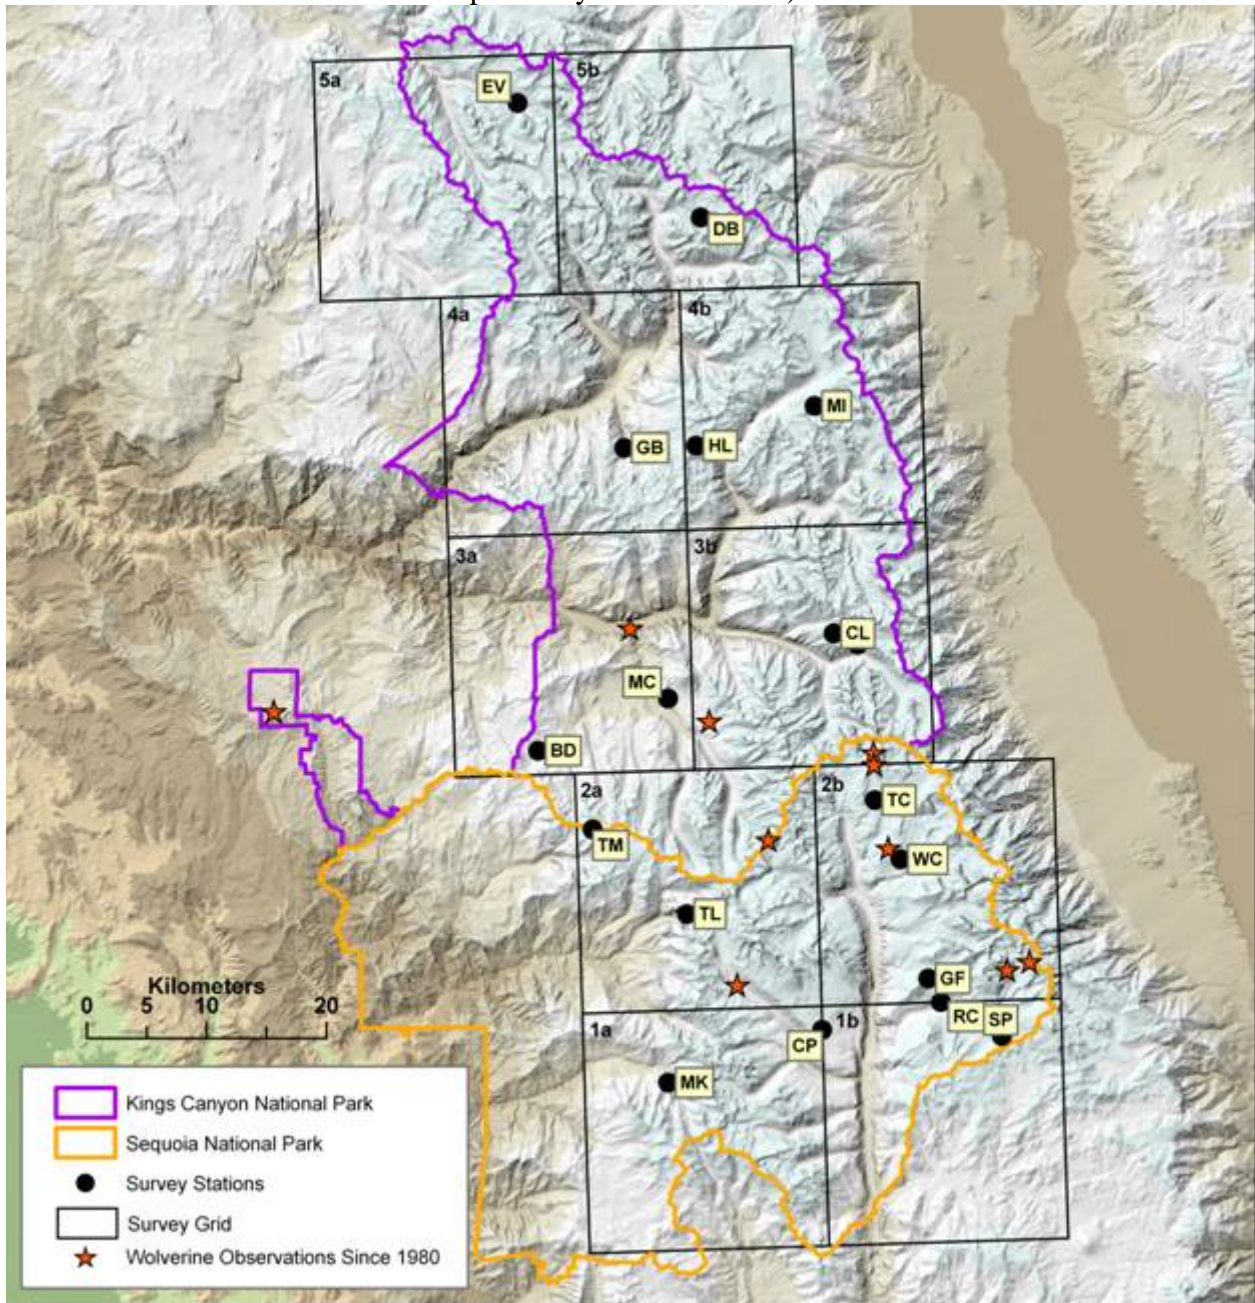 5a
EV
5b
DB
4a
4b
MI
GB
HL
3a
3b
CL
MC
BD
2a
2b
TC
TM
WC
TL
GF
RC
SP
1a
1b
CP
MK
Kilometers
0 5 10 20
Kings Canyon National Park
Sequoia National Park
Survey Stations
Survey Grid
Wolverine Observations Since 1980